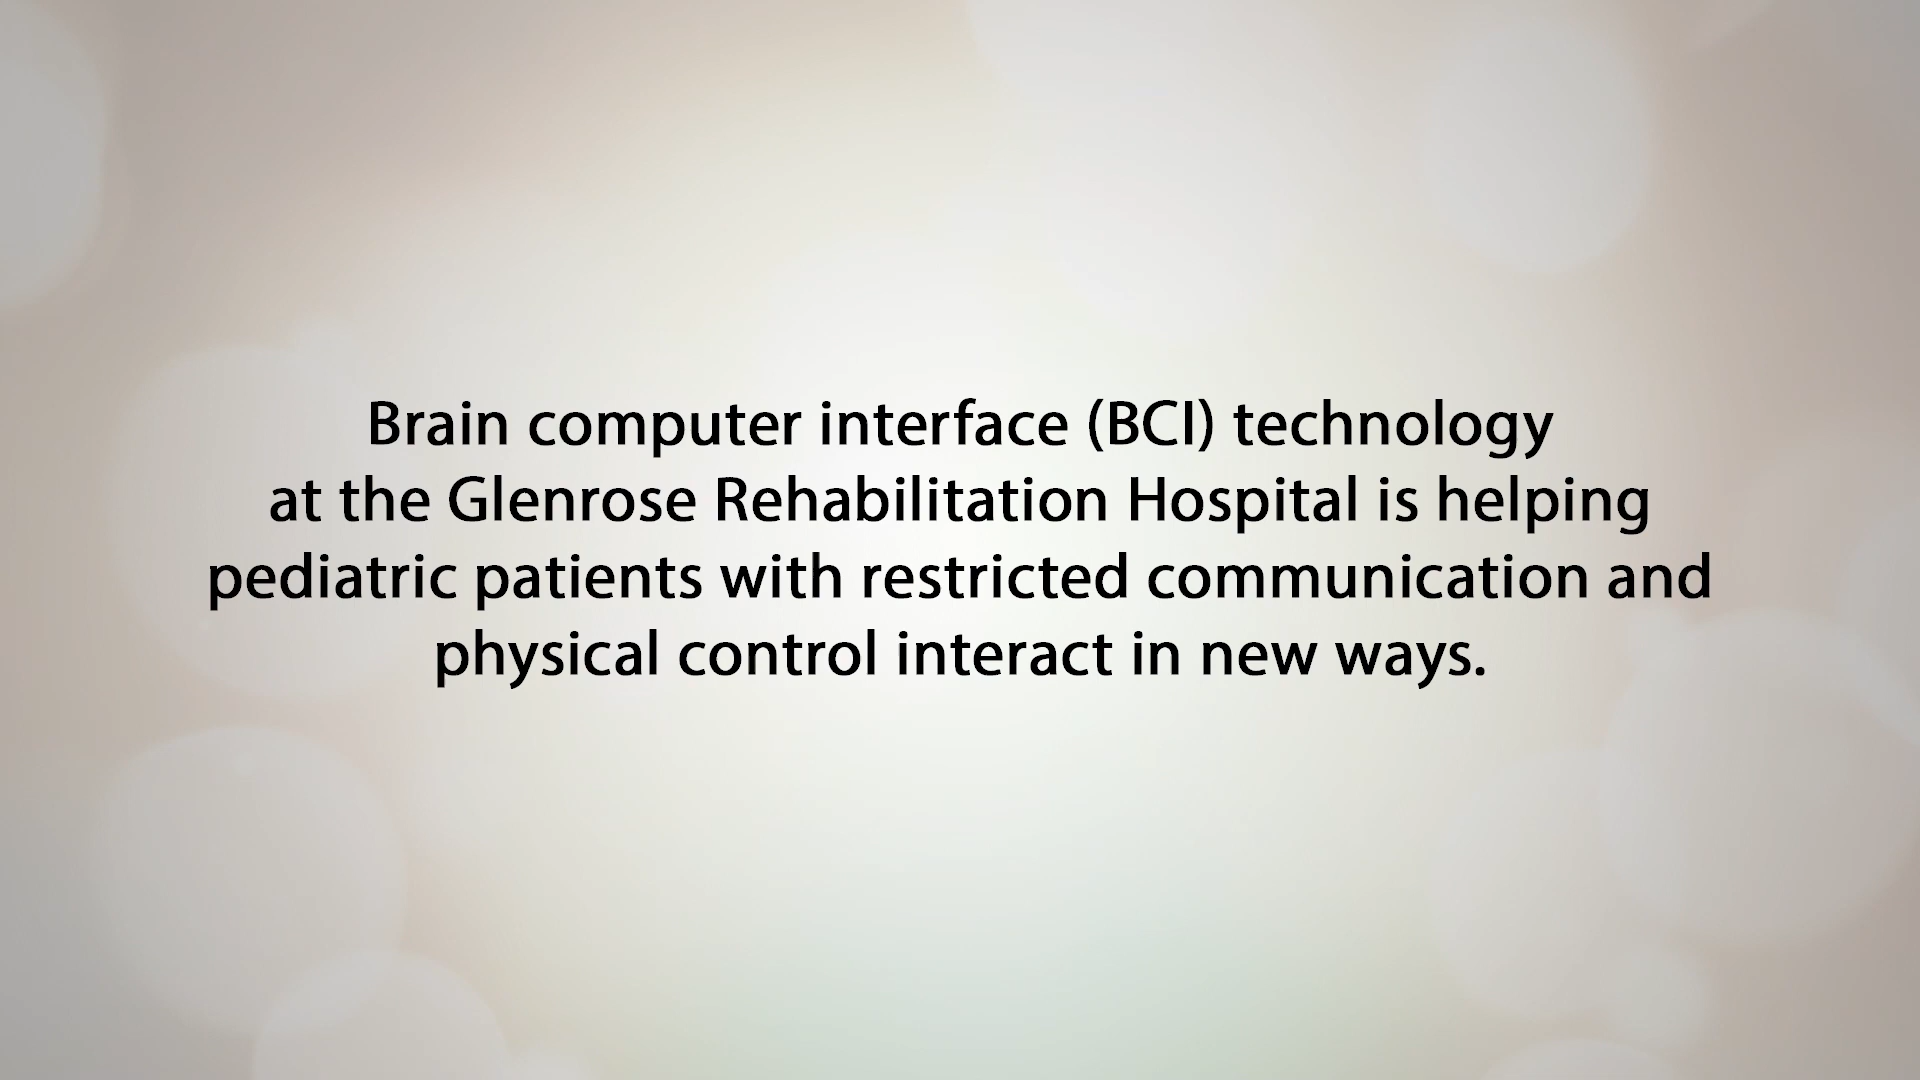 Brain computer interface (BCI) technology
at the Glenrose Rehabilitation Hospital is helping
pediatric patients with restricted communication and
physical control interact in new ways.